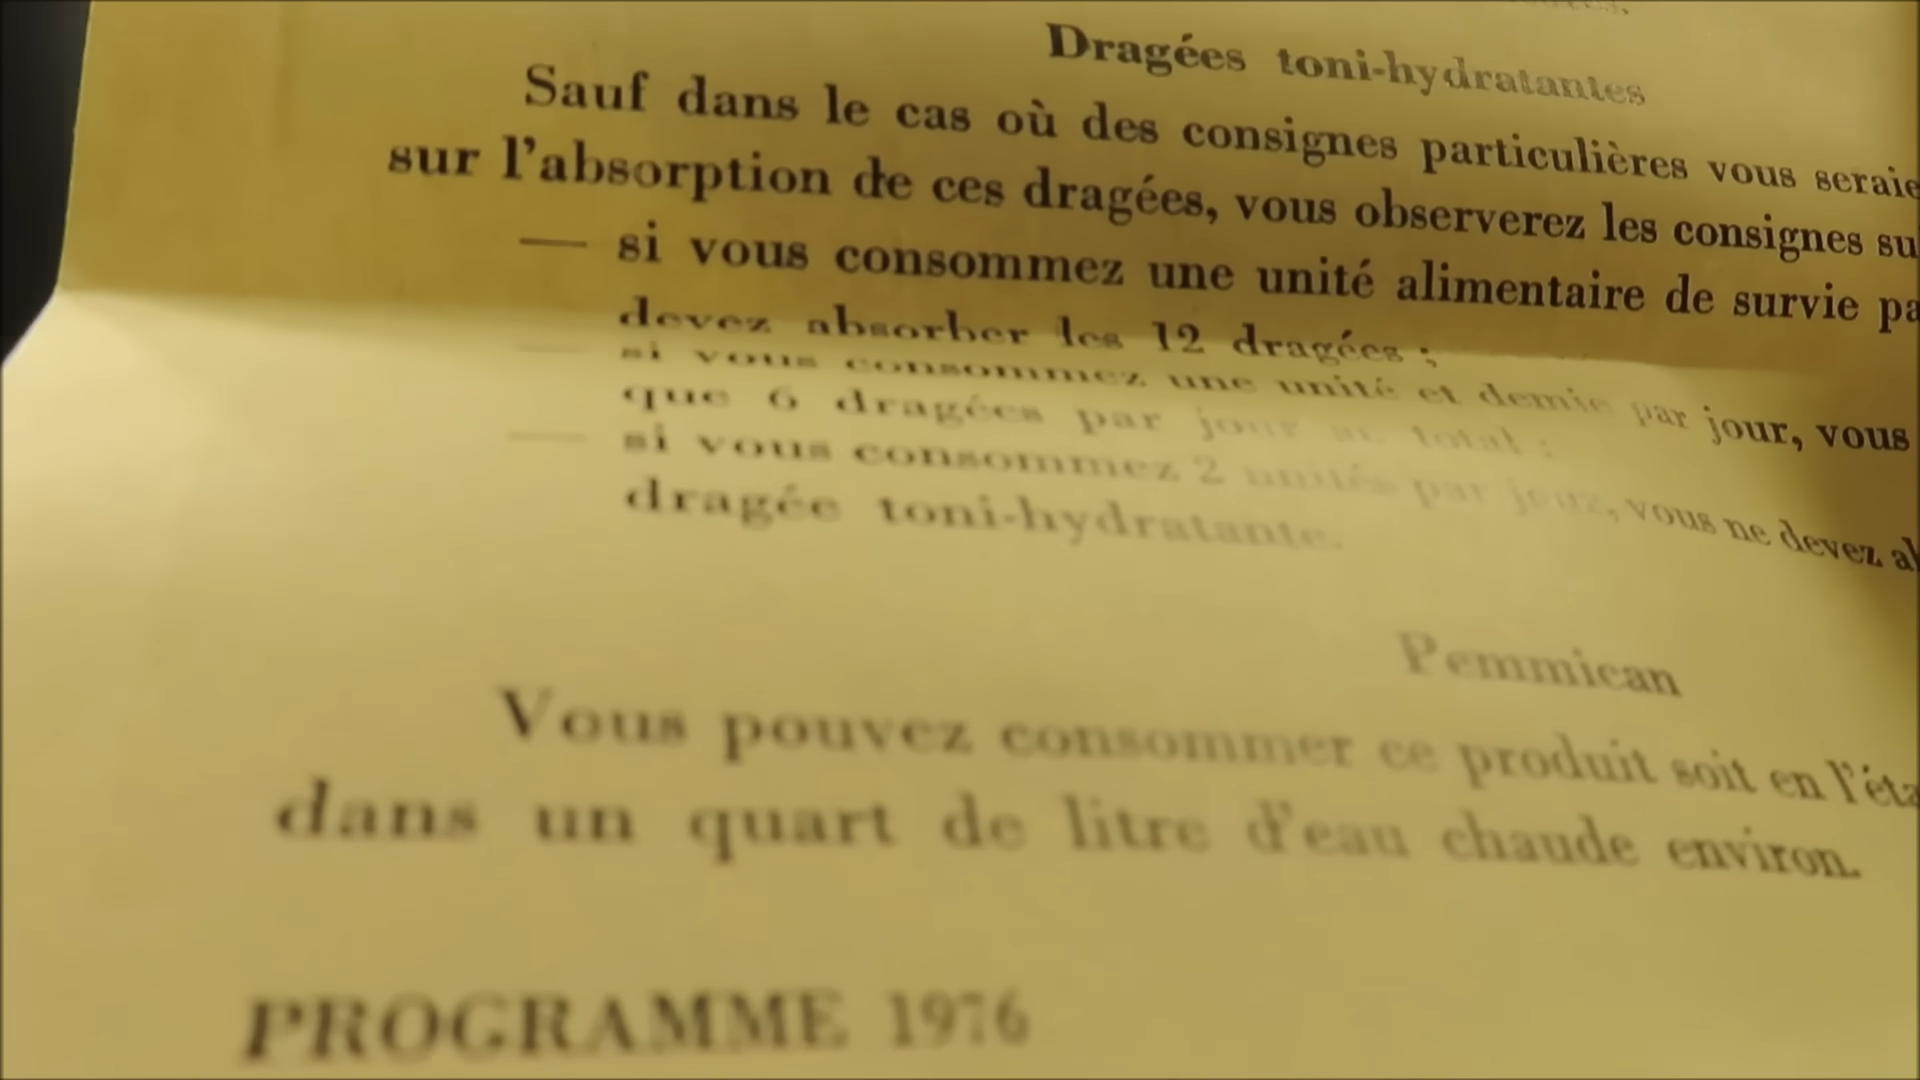 Dragées toni-hydratantes
Sauf dans le cas où des consignes particulières vous seraie
sur l'absorption de ces dragées, vous observerez les consignes su
— si vous consommez une unité alimentaire de survie pa
devez absorber les 12 dragées ;
— si vous consommez une unité et demie par jour, vous
que 6 dragées par jour au total ;
— si vous consommez 2 unités par jour, vous ne devez ab
dragée toni-hydratante.
Pemmican
Vous pouvez consommer ce produit soit en l'éta
dans un quart de litre d'eau chaude environ.
PROGRAMME 1976